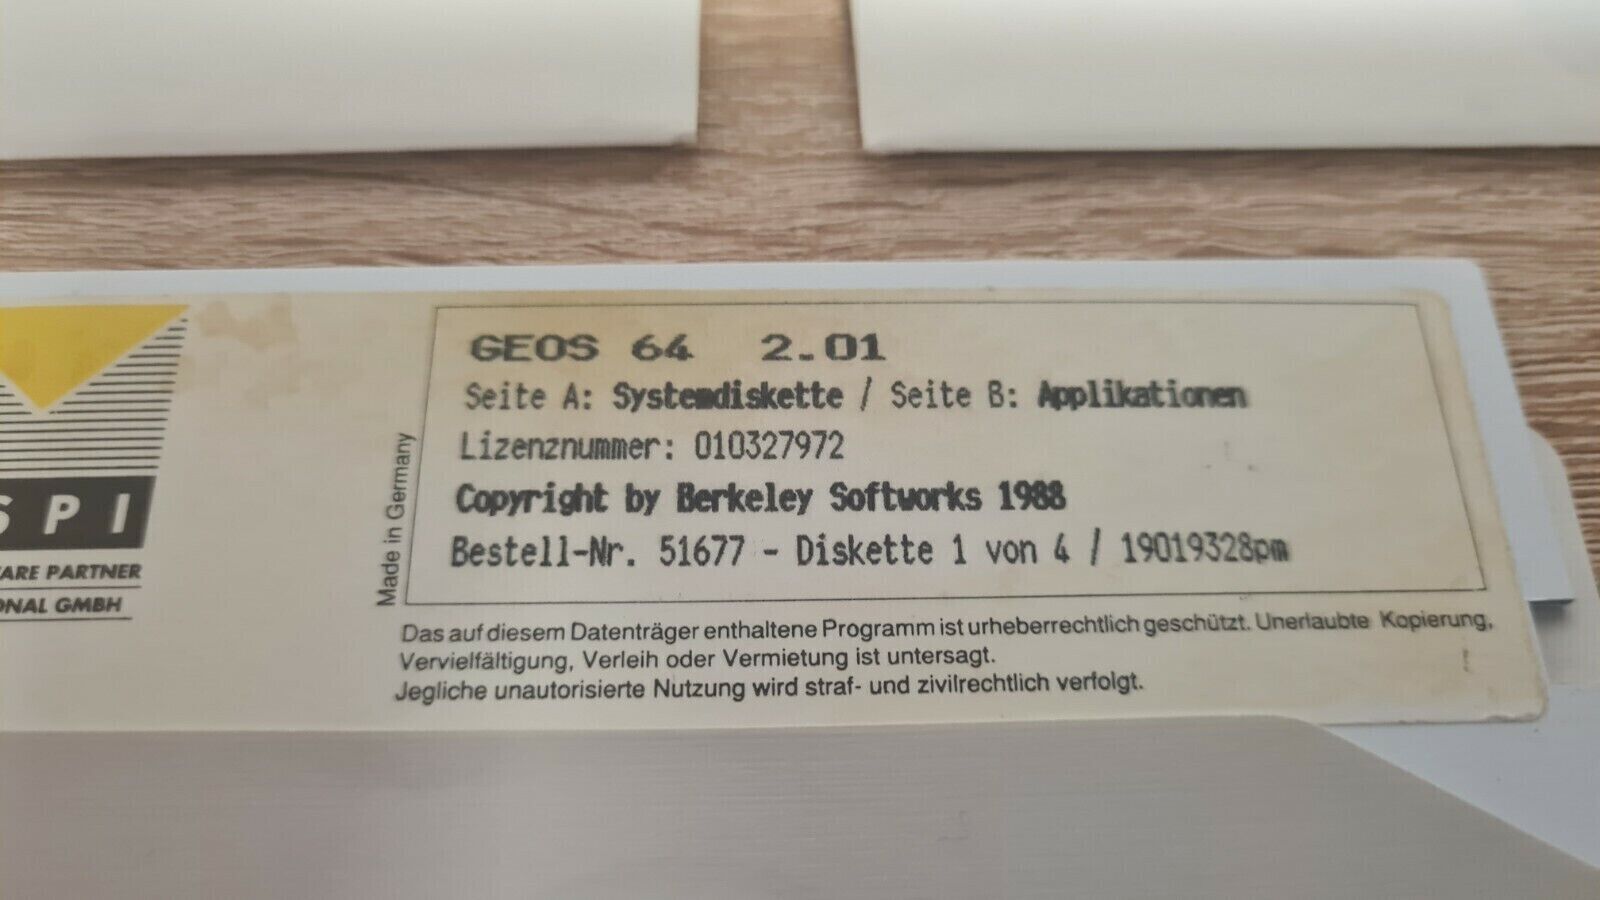 GEOS 64 2.01
Seite A: Systemdiskette / Seite B: Applikationen
Lizenznummer: 010327972
Copyright by Berkeley Softworks 1988
Bestell-Nr. 51677 - Diskette 1 von 4 / 19019328pm
Made in Germany
Das auf diesem Datenträger enthaltene Programm ist urheberrechtlich geschützt. Unerlaubte Kopierung,
Vervielfältigung, Verleih oder Vermietung ist untersagt.
Jegliche unautorisierte Nutzung wird straf- und zivilrechtlich verfolgt.
SPI
ARE PARTNER
ONAL GMBH